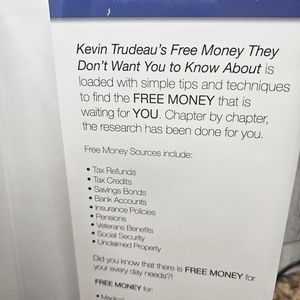 Kevin Trudeau's Free Money They
Don't Want You to Know About is
loaded with simple tips and techniques
to find the FREE MONEY that is
waiting for YOU. Chapter by chapter,
the research has been done for you.
Free Money Sources include:
• Tax Refunds
• Tax Credits
• Savings Bonds
• Bank Accounts
• Insurance Policies
• Pensions
• Veterans Benefits
• Social Security
• Unclaimed Property
Did you know that there is FREE MONEY for
your every day needs?!
FREE MONEY for: